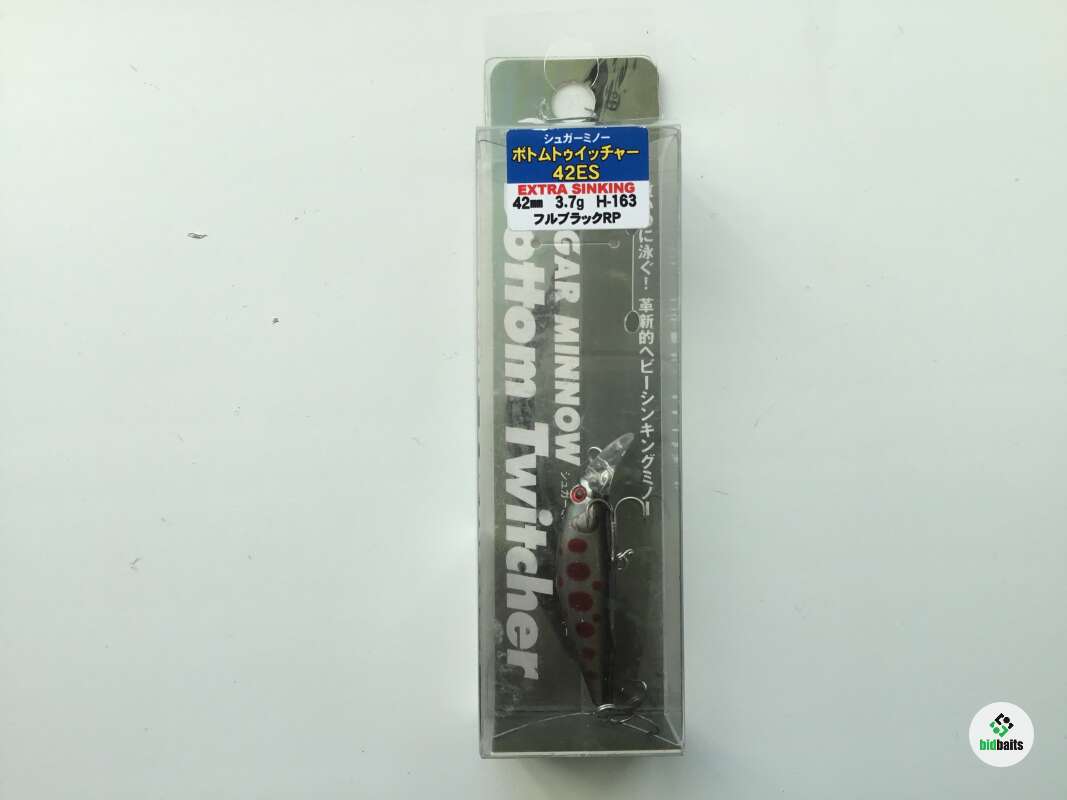 シュガーミノー
ボトムトゥイッチャー
42ES
EXTRA SINKING
42mm 3.7g H-163
フルブラックRP
MINNOW
Twitcher
に泳ぐ! 革新的ヘビーシンキングミノー
bidbaits